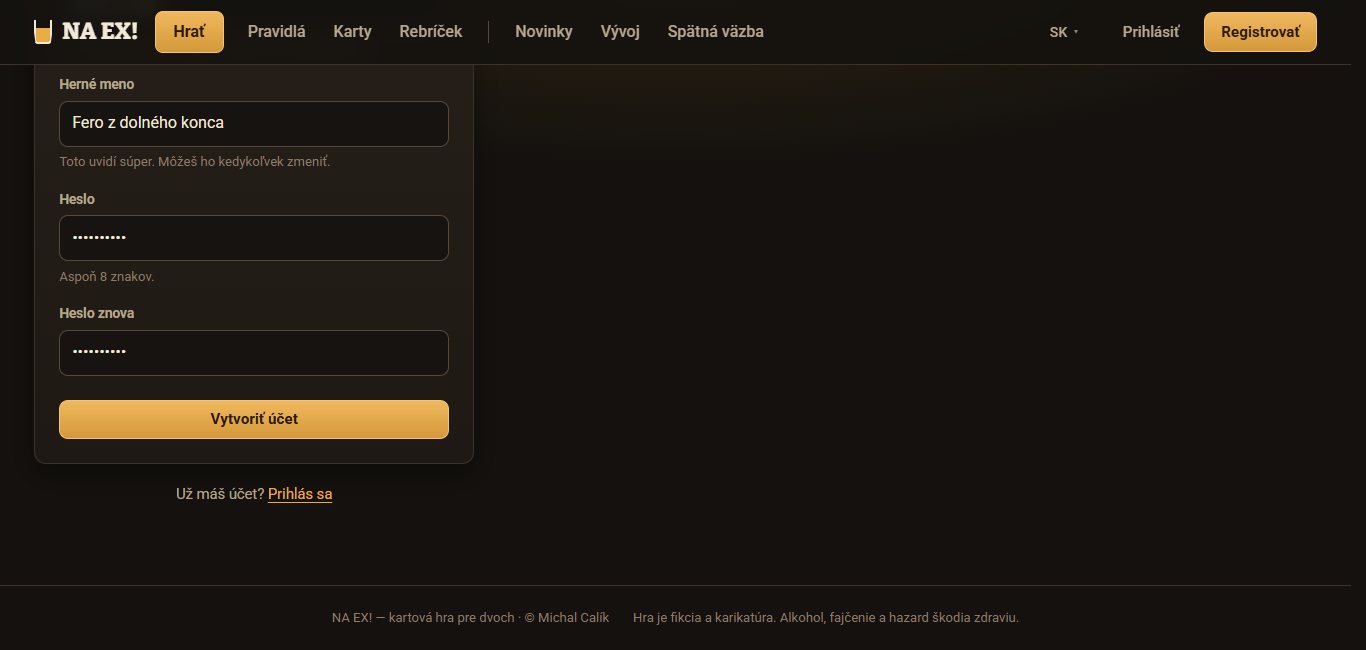 NA EX! Hrať Pravidlá Karty Rebríček Novinky Vývoj Spätná väzba SK Prihlásiť Registrovať
Herné meno
Fero z dolného konca
Toto uvidí súper. Môžeš ho kedykoľvek zmeniť.
Heslo
••••••••••
Aspoň 8 znakov.
Heslo znova
••••••••••
Vytvoriť účet
Už máš účet? Prihlás sa
NA EX! — kartová hra pre dvoch · © Michal Calík Hra je fikcia a karikatúra. Alkohol, fajčenie a hazard škodia zdraviu.